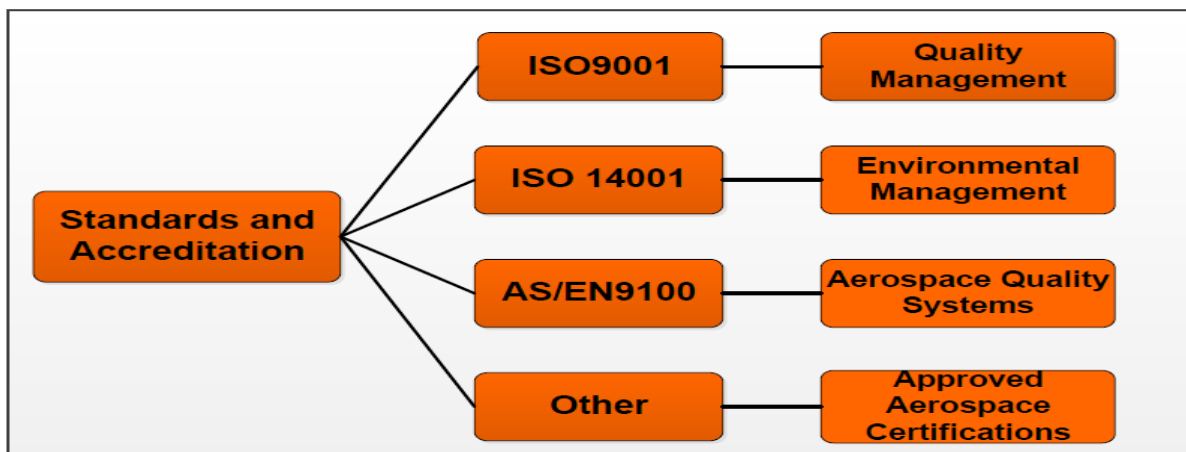 Standards and
Accreditation
ISO9001
Quality
Management
ISO 14001
Environmental
Management
AS/EN9100
Aerospace Quality
Systems
Other
Approved
Aerospace
Certifications